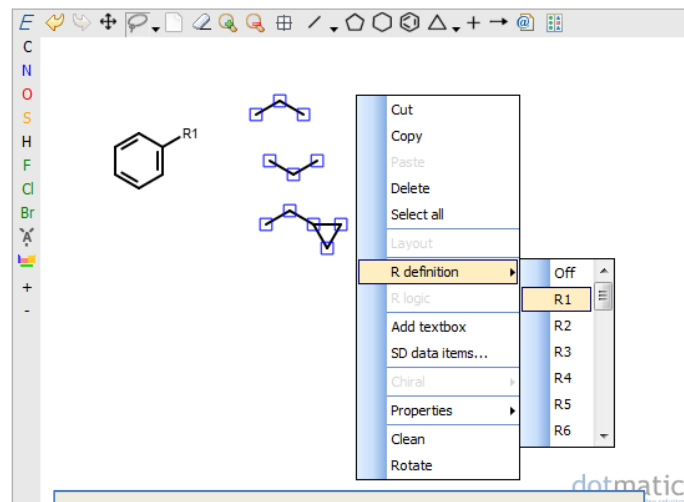 E
C
N
O
S
H
F
Cl
Br
A
+
-
R1
Cut
Copy
Paste
Delete
Select all
Layout
R definition
R logic
Add textbox
SD data items...
Chiral
Properties
Clean
Rotate
Off
R1
R2
R3
R4
R5
R6
dotmatic